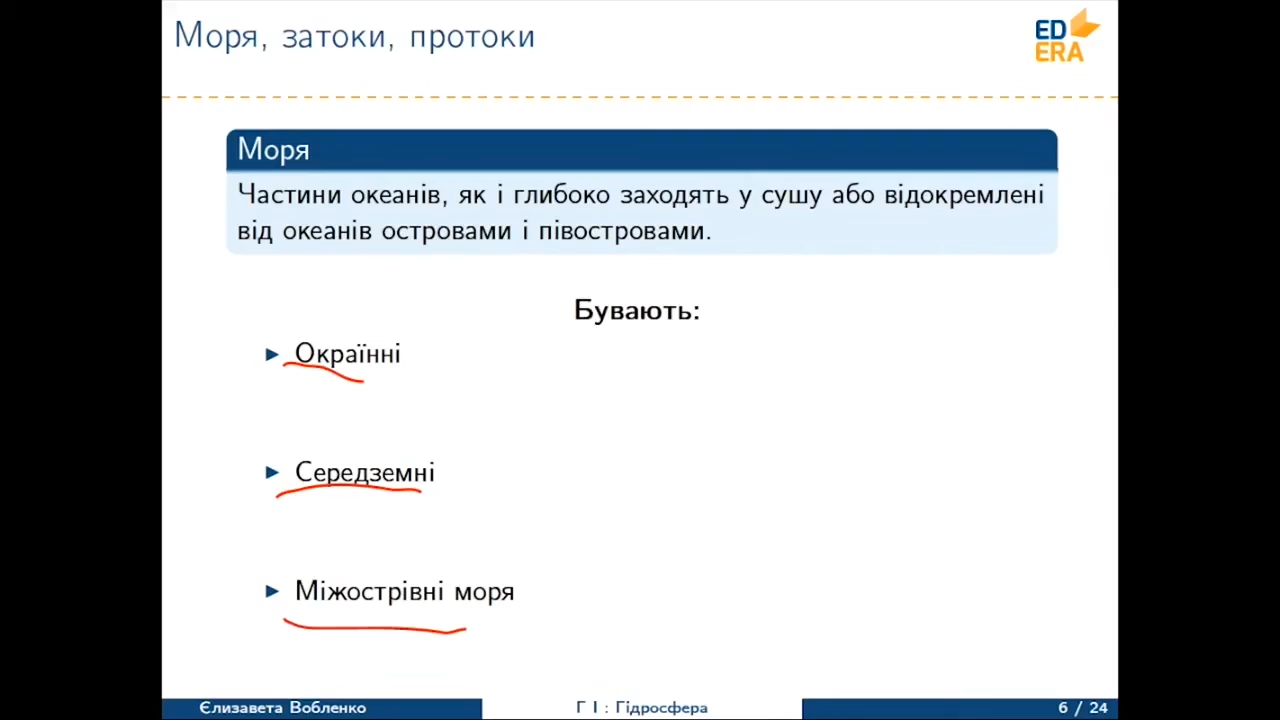 Моря, затоки, протоки
ED
ERA
Моря
Частини океанів, як і глибоко заходять у сушу або відокремлені
від океанів островами і півостровами.
Бувають:
Окраїнні
Середземні
Міжострівні моря
Єлизавета Вобленко
Г І : Гідросфера
6 / 24